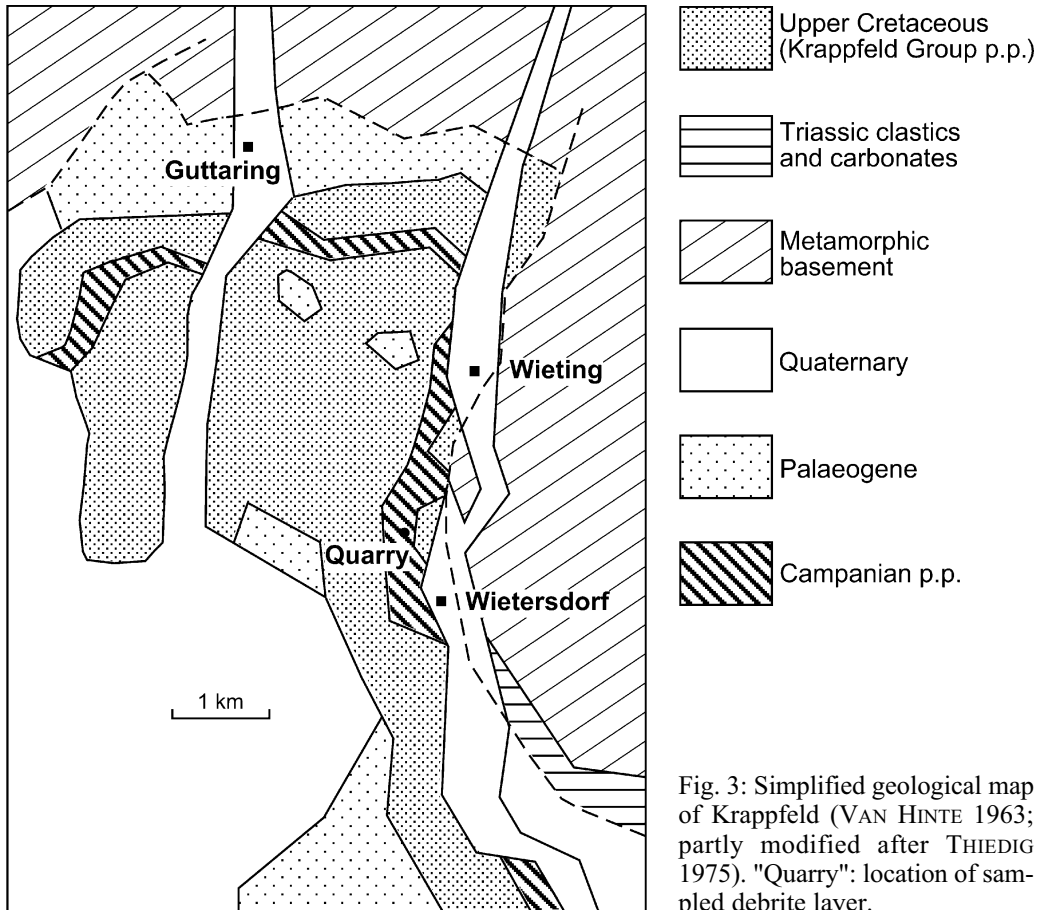 Guttaring
Wieting
Quarry
Wietersdorf
1 km
Upper Cretaceous
(Krappfeld Group p.p.)
Triassic clastics
and carbonates
Metamorphic
basement
Quaternary
Palaeogene
Campanian p.p.
Fig. 3: Simplified geological map
of Krappfeld (VAN HINTE 1963;
partly modified after THIEDIG
1975). "Quarry": location of sam-
pled debrite layer.